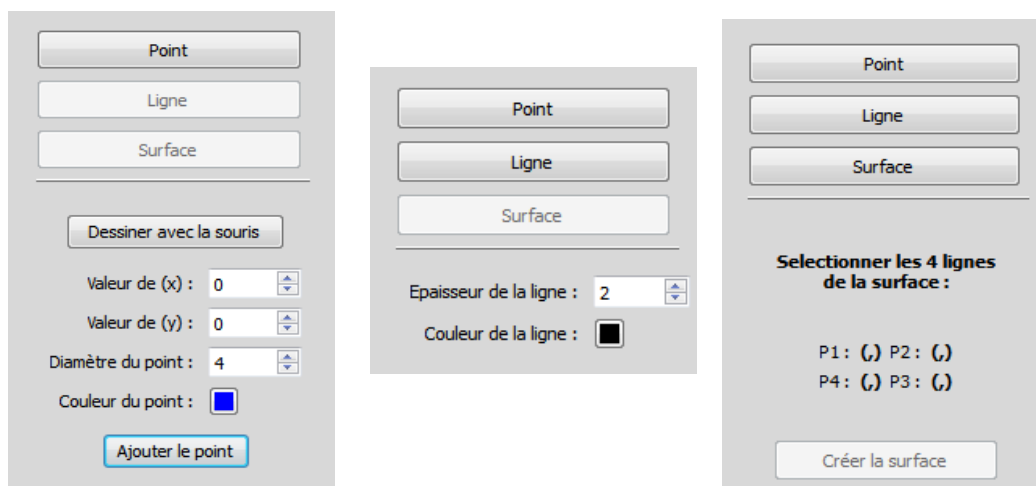 Point
Ligne
Surface
Dessiner avec la souris
Valeur de (x) : 0
Valeur de (y) : 0
Diamètre du point : 4
Couleur du point :
Ajouter le point
Point
Ligne
Surface
Epaisseur de la ligne : 2
Couleur de la ligne :
Point
Ligne
Surface
Selectionner les 4 lignes
de la surface :
P1 : (,) P2 : (,)
P4 : (,) P3 : (,)
Créer la surface